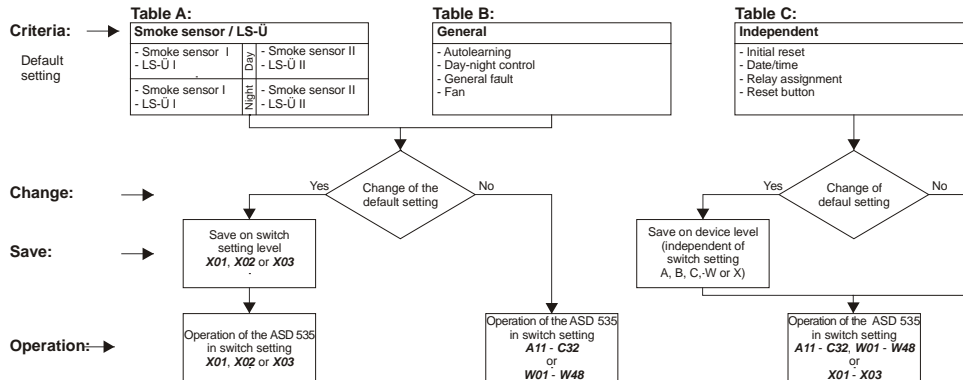 Table A:
Table B:
Table C:
Criteria:
Default
setting
Smoke sensor / LS-Ü
- Smoke sensor I
- LS-Ü I
.
Day
- Smoke sensor II
- LS-Ü II
- Smoke sensor I
- LS-Ü I
Night
- Smoke sensor II
- LS-Ü II
General
- Autolearning
- Day-night control
- General fault
- Fan
Independent
- Initial reset
- Date/time
- Relay assignment
- Reset button
Change:
Yes
Change of the
default setting
No
Yes
Change of
defaul setting
No
Save:
Save on switch
setting level
X01, X02 or X03
.
Save on device level
(independent of
switch setting
A, B, C,-W or X)
Operation:
Operation of the ASD 535
in switch setting
X01, X02 or X03
Operation of the ASD 535
in switch setting
A11 - C32
or
W01 - W48
Operation of the ASD 535
in switch setting
A11 - C32, W01 - W48
or
X01 - X03